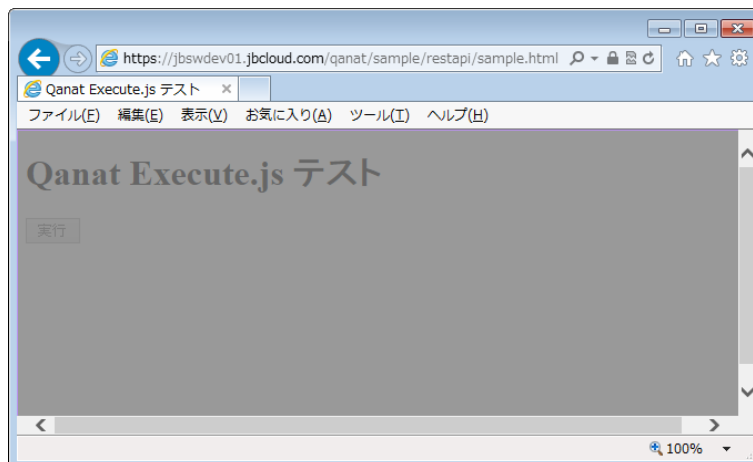 https://jbswdev01.jbcloud.com/qanat/sample/restapi/sample.html
Qanat Execute.js テスト
ファイル(F) 編集(E) 表示(V) お気に入り(A) ツール(T) ヘルプ(H)
Qanat Execute.js テスト
実行
100%